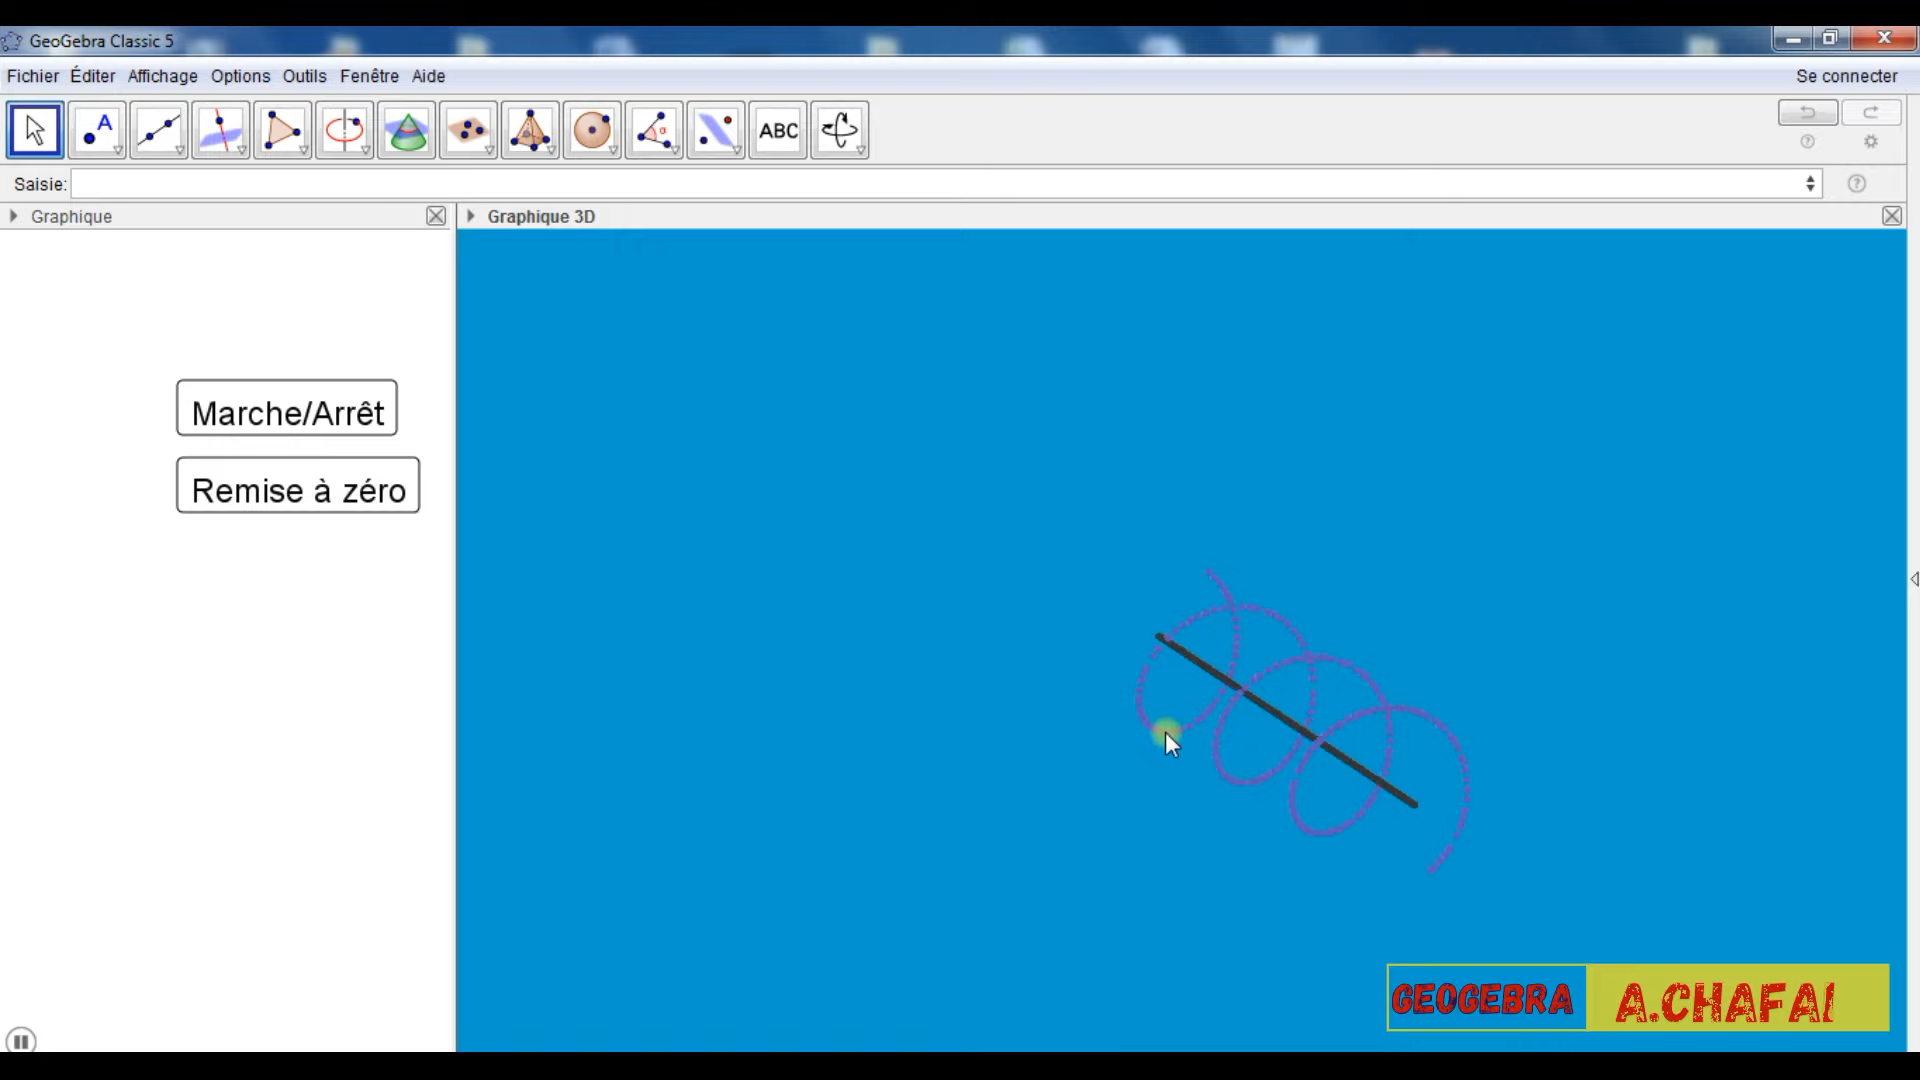 GeoGebra Classic 5
Fichier Éditer Affichage Options Outils Fenêtre Aide
Se connecter
A
α
ABC
Saisie:
Graphique
Graphique 3D
Marche/Arrêt
Remise à zéro
GEOGEBRA
A.CHAFAI